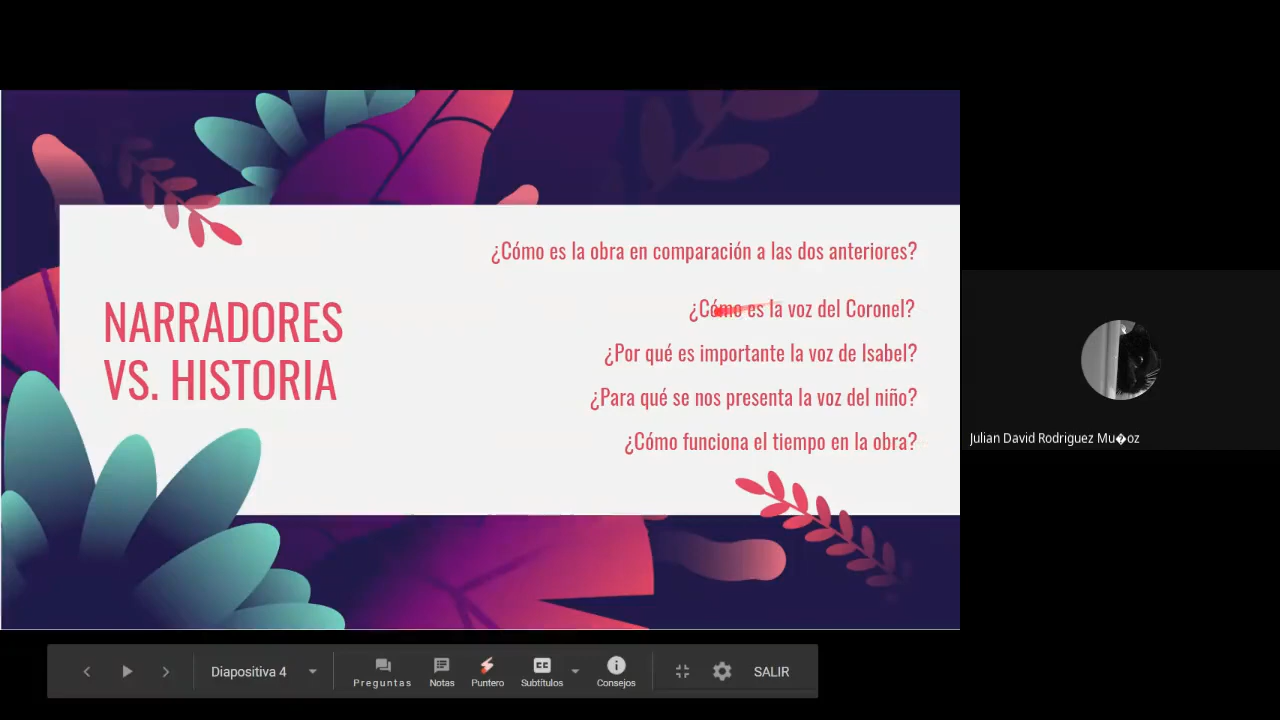 ¿Cómo es la obra en comparación a las dos anteriores?
NARRADORES
VS. HISTORIA
¿Cómo es la voz del Coronel?
¿Por qué es importante la voz de Isabel?
¿Para qué se nos presenta la voz del niño?
¿Cómo funciona el tiempo en la obra?
Julian David Rodriguez Mu�oz
Diapositiva 4
Preguntas
Notas
Puntero
Subtítulos
Consejos
SALIR